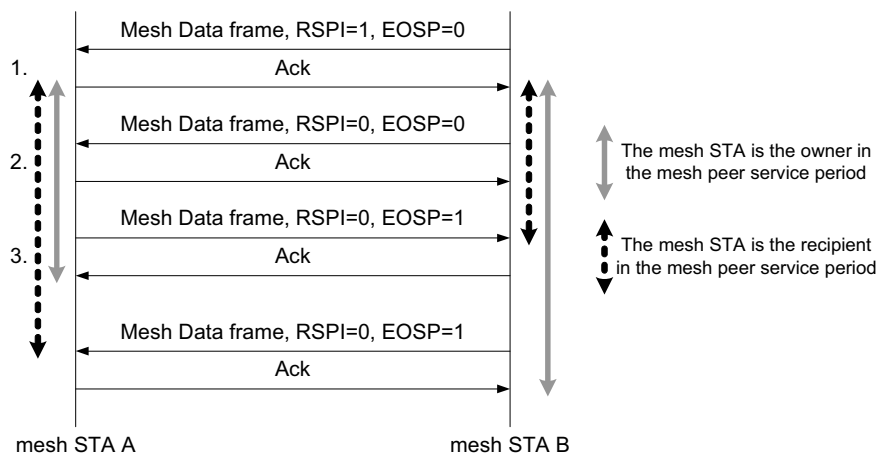 Mesh Data frame, RSPI=1, EOSP=0
1.
Ack
Mesh Data frame, RSPI=0, EOSP=0
2.
Ack
Mesh Data frame, RSPI=0, EOSP=1
3.
Ack
Mesh Data frame, RSPI=0, EOSP=1
Ack
mesh STA A
mesh STA B
The mesh STA is the owner in
the mesh peer service period
The mesh STA is the recipient
in the mesh peer service period